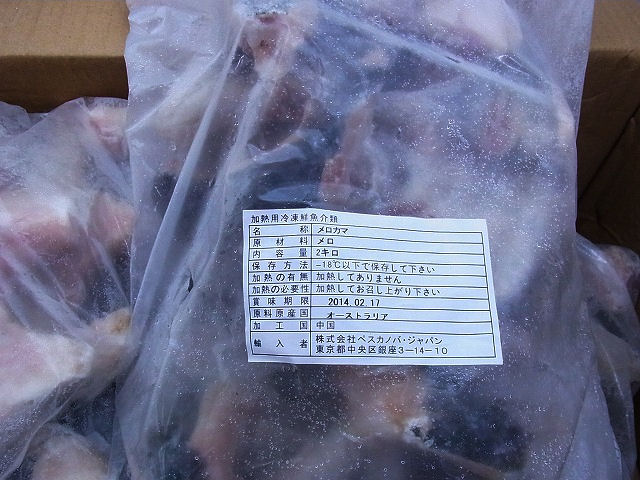 加熱用冷凍鮮魚介類
名称 メロカマ
原材料 メロ
内容量 2キロ
保存方法 -18℃以下で保存して下さい
加熱の有無 加熱してありません
加熱の必要性 加熱してお召し上がり下さい
賞味期限 2014.02.17
原料原産国 オーストラリア
加工国 中国
輸入者 株式会社ペスカノバ・ジャパン
東京都中央区銀座3-14-10